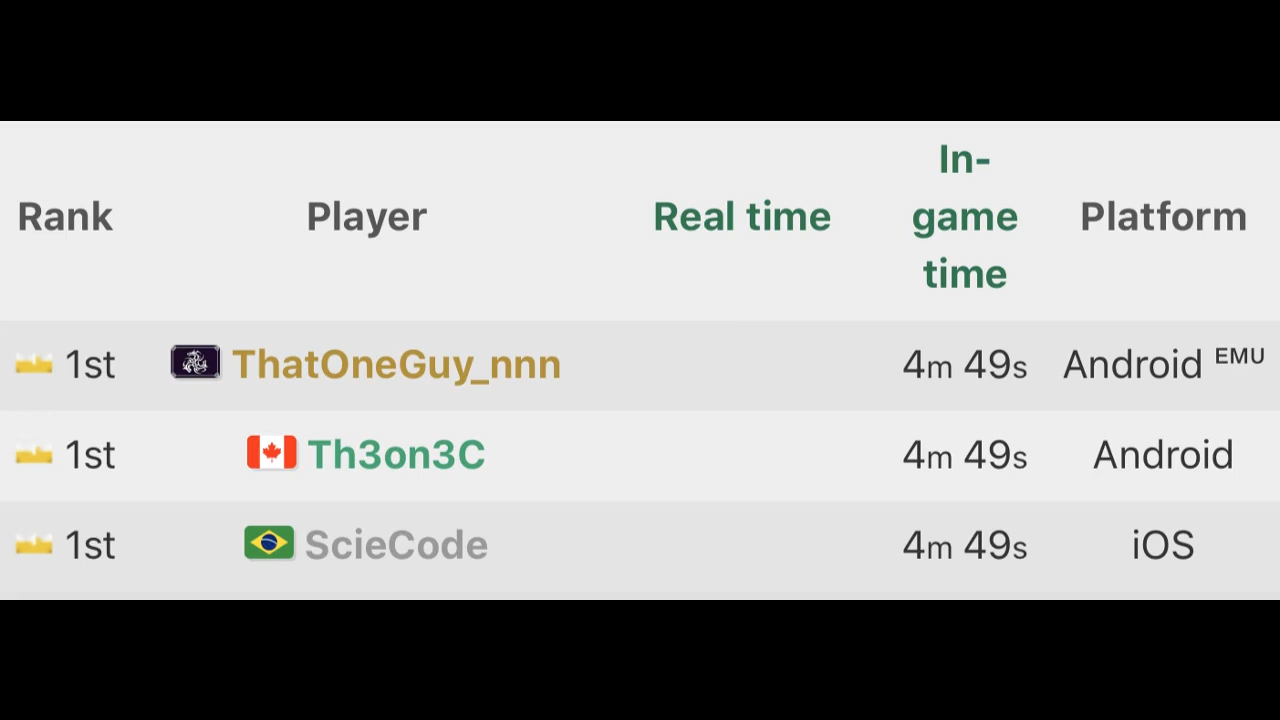 Rank Player Real time In-game time Platform
1st ThatOneGuy_nnn 4m 49s Android EMU
1st Th3on3C 4m 49s Android
1st ScieCode 4m 49s iOS